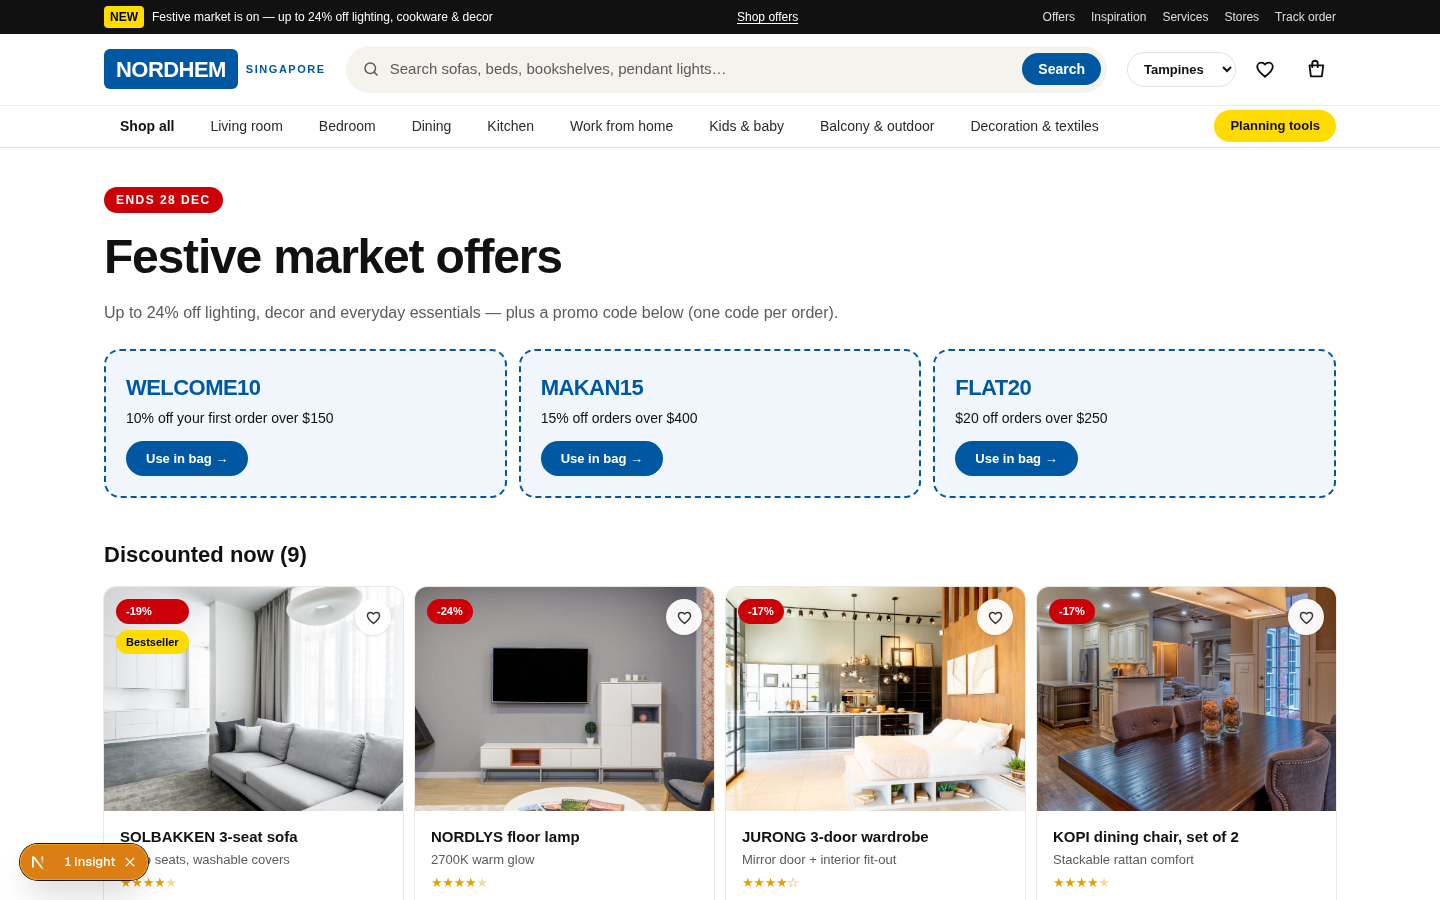 NEW Festive market is on — up to 24% off lighting, cookware & decor Shop offers Offers Inspiration Services Stores Track order
NORDHEM SINGAPORE Search sofas, beds, bookshelves, pendant lights… Search Tampines
Shop all Living room Bedroom Dining Kitchen Work from home Kids & baby Balcony & outdoor Decoration & textiles Planning tools
ENDS 28 DEC
Festive market offers
Up to 24% off lighting, decor and everyday essentials — plus a promo code below (one code per order).
WELCOME10
10% off your first order over $150
Use in bag →
MAKAN15
15% off orders over $400
Use in bag →
FLAT20
$20 off orders over $250
Use in bag →
Discounted now (9)
-19%
Bestseller
SOLBAKKEN 3-seat sofa
seats, washable covers
★★★★★
-24%
NORDLYS floor lamp
2700K warm glow
★★★★★
-17%
JURONG 3-door wardrobe
Mirror door + interior fit-out
★★★★☆
-17%
KOPI dining chair, set of 2
Stackable rattan comfort
★★★★★
1 Insight